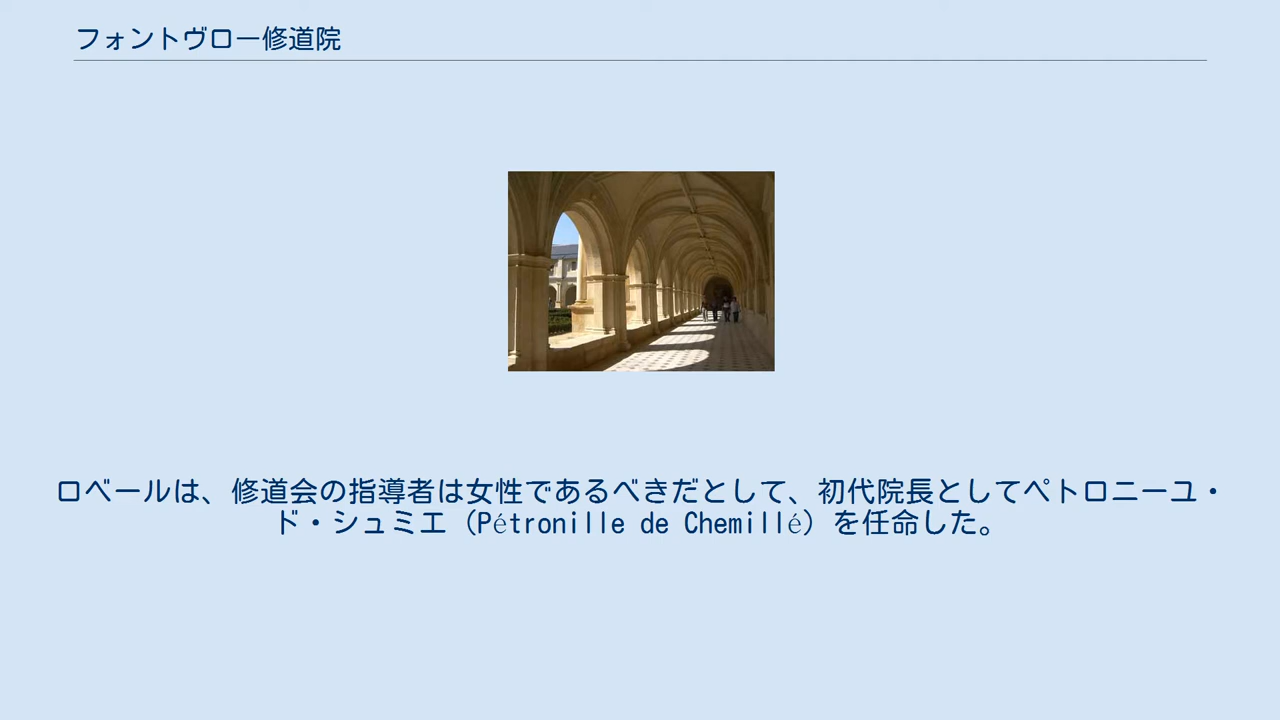 フォントヴロー修道院
ロベールは、修道会の指導者は女性であるべきだとして、初代院長としてペトロニーユ・
ド・シュミエ（Pétronille de Chemillé）を任命した。